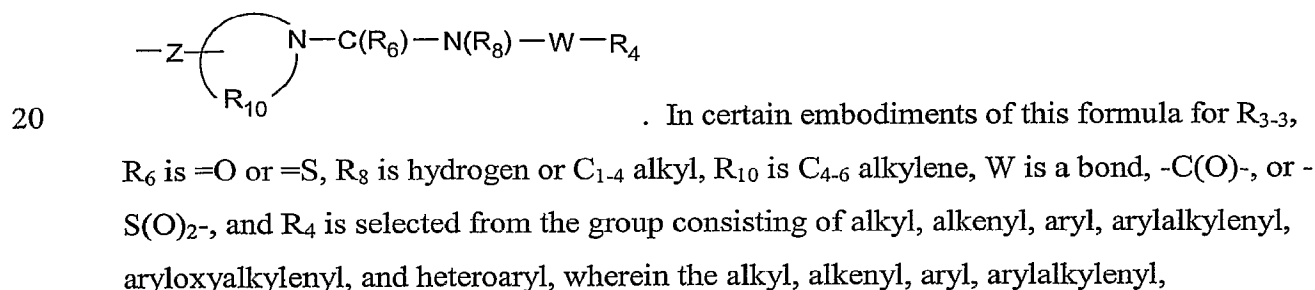 —Z— N—C(R6)—N(R8)—W—R4
R10
20 . In certain embodiments of this formula for R3-3,
R6 is =O or =S, R8 is hydrogen or C1-4 alkyl, R10 is C4-6 alkylene, W is a bond, -C(O)-, or -
S(O)2-, and R4 is selected from the group consisting of alkyl, alkenyl, aryl, arylalkylenyl,
aryloxyalkylenyl, and heteroaryl, wherein the alkyl, alkenyl, aryl, arylalkylenyl,